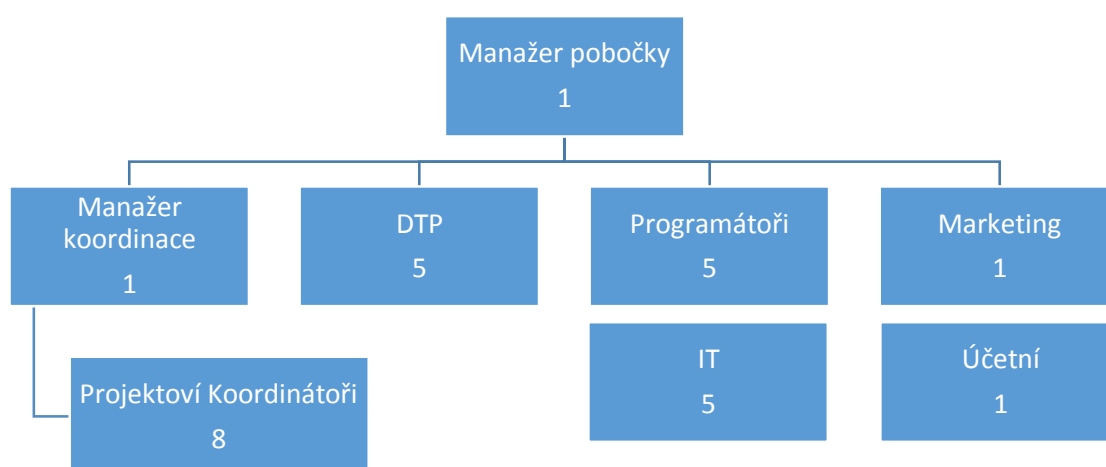 Manažer pobočky
1
Manažer
koordinace
1
DTP
5
Programátoři
5
Marketing
1
Projektoví Koordinátoři
8
IT
5
Účetní
1